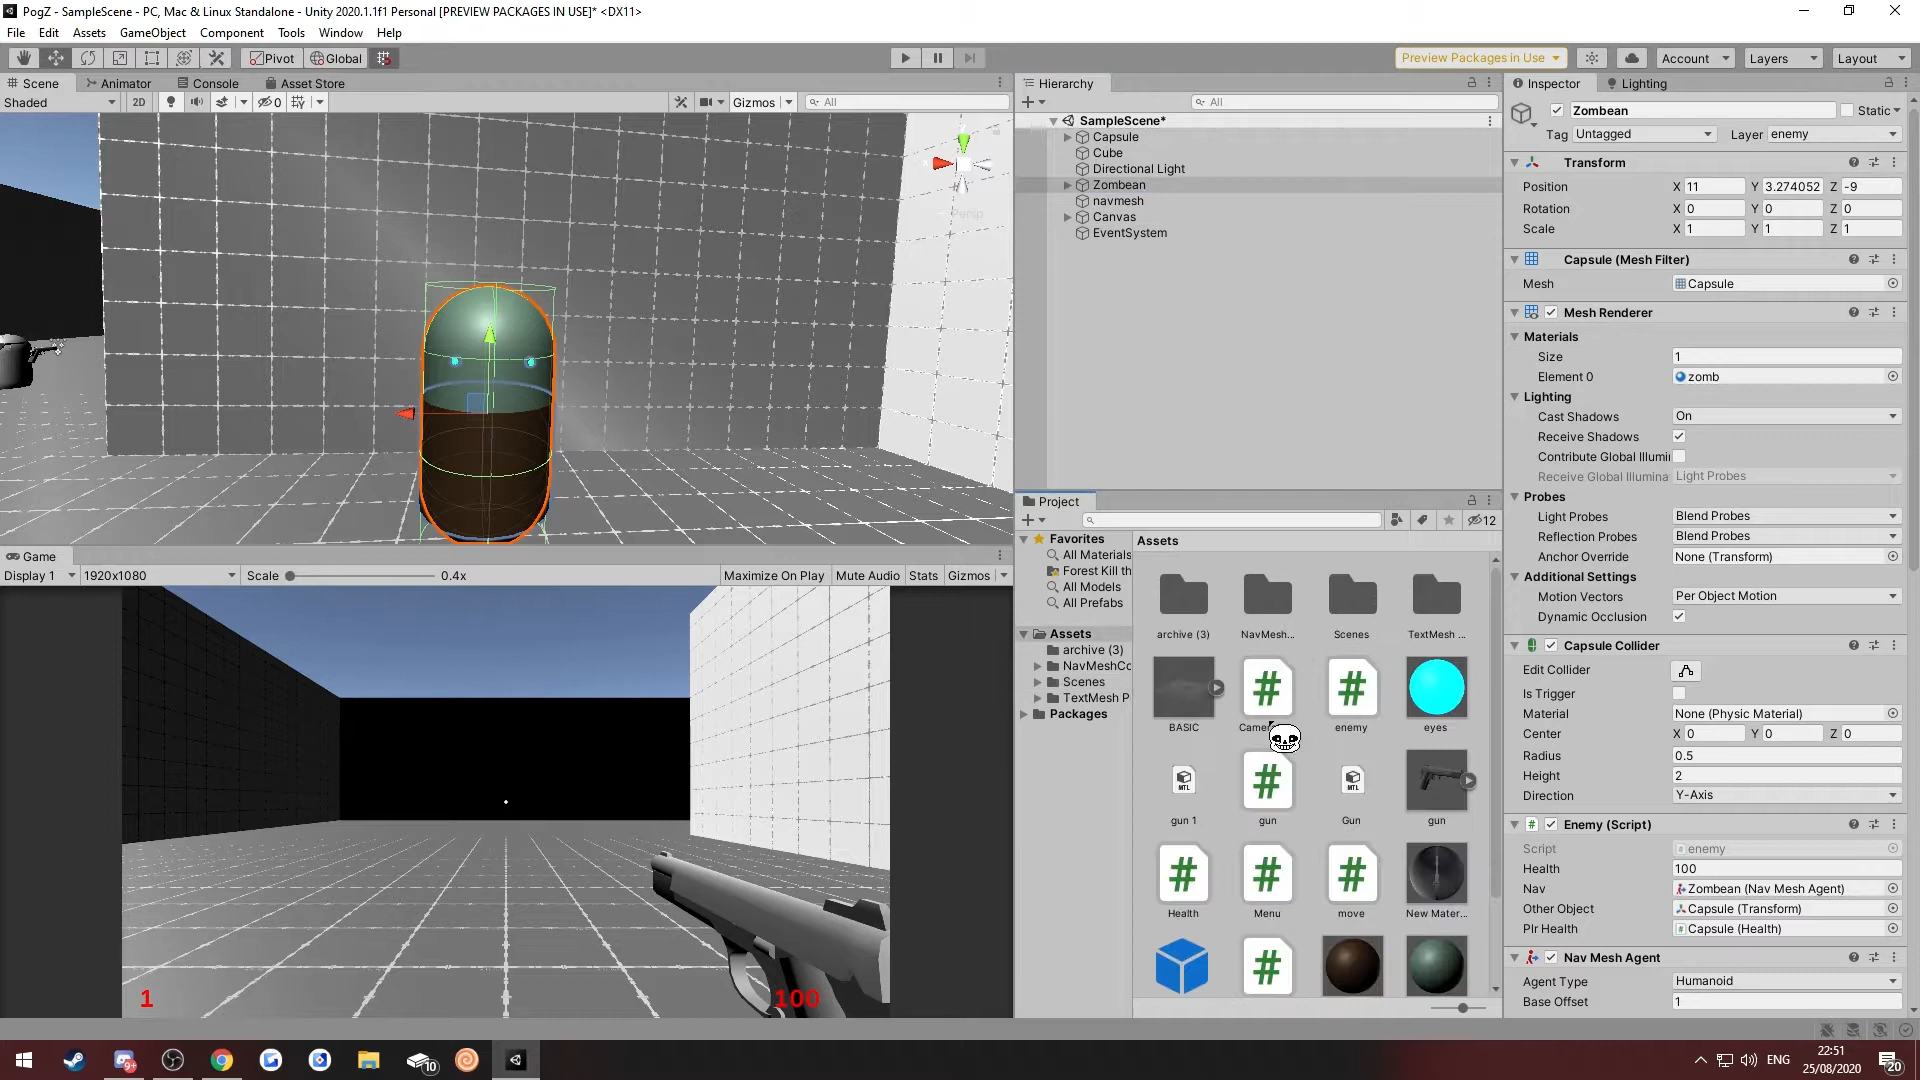 PogZ - SampleScene - PC, Mac & Linux Standalone - Unity 2020.1.1f1 Personal [PREVIEW PACKAGES IN USE]* <DX11>
File Edit Assets GameObject Component Tools Window Help
Pivot Global Preview Packages in Use Account Layers Layout
Scene Animator Console Asset Store
Shaded 2D 0 Gizmos All
Persp
Game
Display 1 1920x1080 Scale 0.4x Maximize On Play Mute Audio Stats Gizmos
1 100
Hierarchy
All
SampleScene*
Capsule
Cube
Directional Light
Zombean
navmesh
Canvas
EventSystem
Project
12
Favorites
All Materials
Forest Kill th
All Models
All Prefabs
Assets
archive (3)
NavMeshCo
Scenes
TextMesh P
Packages
Assets
archive (3) NavMesh... Scenes TextMesh ...
BASIC Came enemy eyes
MTL MTL
gun 1 gun Gun gun
Health Menu move New Mater...
Inspector Lighting
Zombean Static
Tag Untagged Layer enemy
Transform
Position X 11 Y 3.274052 Z -9
Rotation X 0 Y 0 Z 0
Scale X 1 Y 1 Z 1
Capsule (Mesh Filter)
Mesh Capsule
Mesh Renderer
Materials
Size 1
Element 0 zomb
Lighting
Cast Shadows On
Receive Shadows
Contribute Global Illumi
Receive Global Illumina Light Probes
Probes
Light Probes Blend Probes
Reflection Probes Blend Probes
Anchor Override None (Transform)
Additional Settings
Motion Vectors Per Object Motion
Dynamic Occlusion
Capsule Collider
Edit Collider
Is Trigger
Material None (Physic Material)
Center X 0 Y 0 Z 0
Radius 0.5
Height 2
Direction Y-Axis
Enemy (Script)
Script enemy
Health 100
Nav Zombean (Nav Mesh Agent)
Other Object Capsule (Transform)
Plr Health Capsule (Health)
Nav Mesh Agent
Agent Type Humanoid
Base Offset 1
9+ 10 ENG 22:51
25/08/2020 20